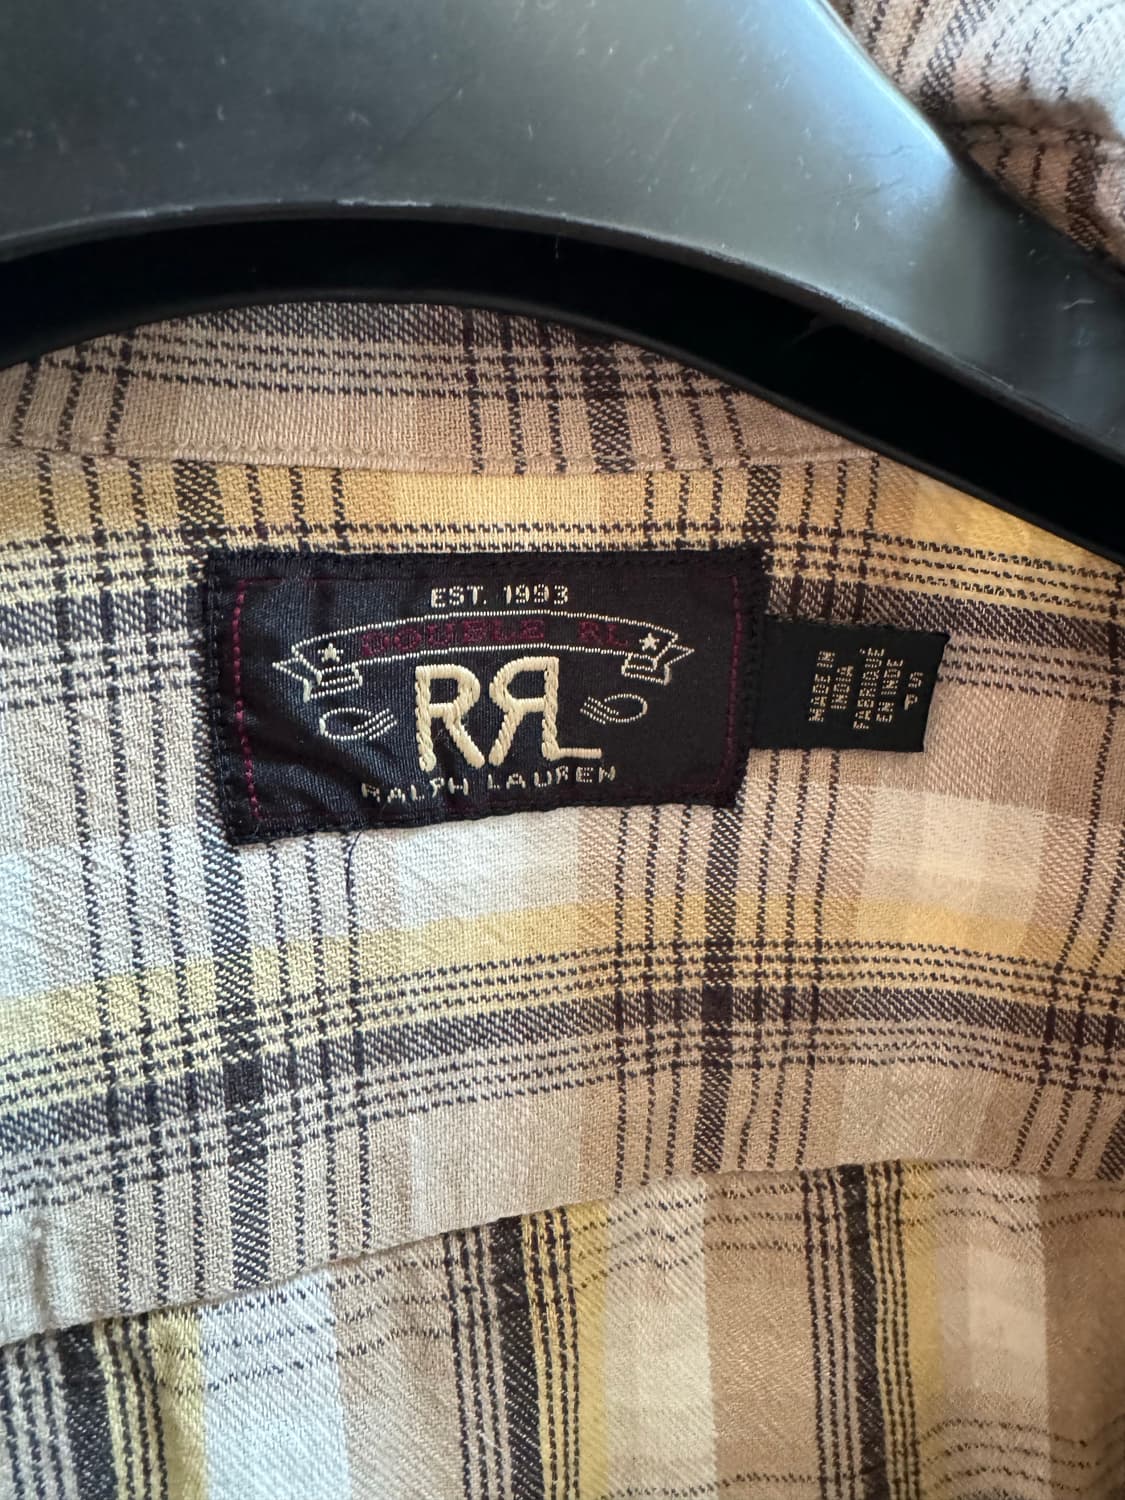 EST. 1993
DOUBLE RL
RRL
RALPH LAUREN
MADE IN
INDIA
FABRIQUÉ
EN INDE
P S